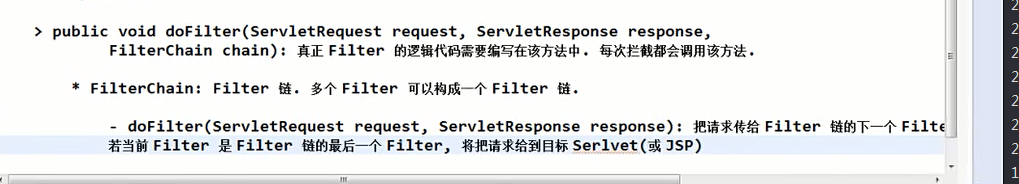 > public void doFilter(ServletRequest request, ServletResponse response,
FilterChain chain): 真正 Filter 的逻辑代码需要编写在该方法中. 每次拦截都会调用该方法.
* FilterChain: Filter 链. 多个 Filter 可以构成一个 Filter 链.
- doFilter(ServletRequest request, ServletResponse response): 把请求传给 Filter 链的下一个 Filte
若当前 Filter 是 Filter 链的最后一个 Filter, 将把请求给到目标 Serlvet(或 JSP)